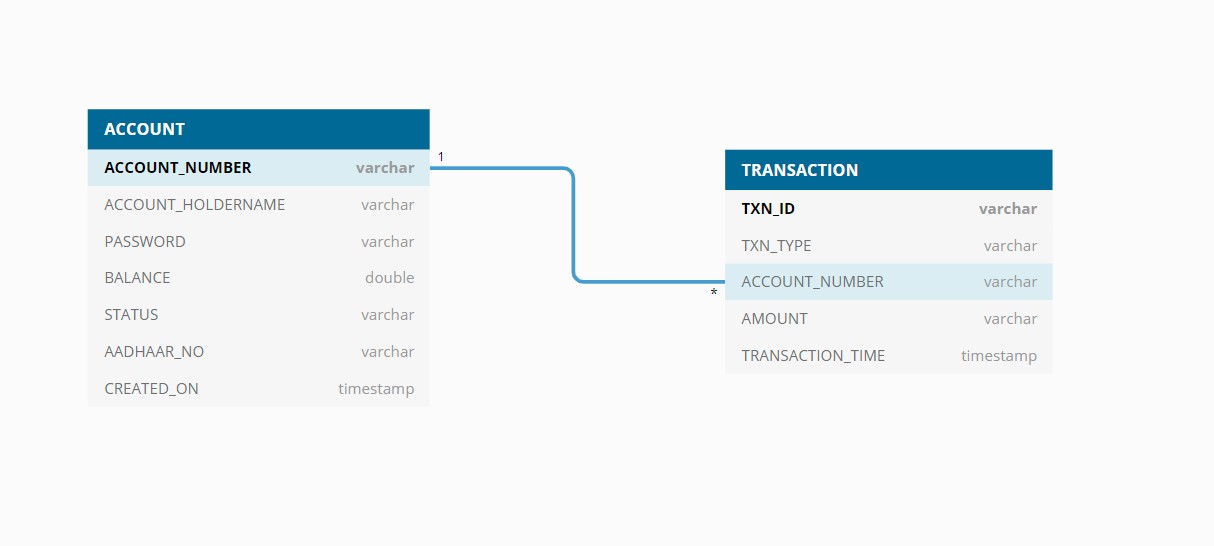 ACCOUNT
ACCOUNT_NUMBER varchar
ACCOUNT_HOLDERNAME varchar
PASSWORD varchar
BALANCE double
STATUS varchar
AADHAAR_NO varchar
CREATED_ON timestamp
1
*
TRANSACTION
TXN_ID varchar
TXN_TYPE varchar
ACCOUNT_NUMBER varchar
AMOUNT varchar
TRANSACTION_TIME timestamp